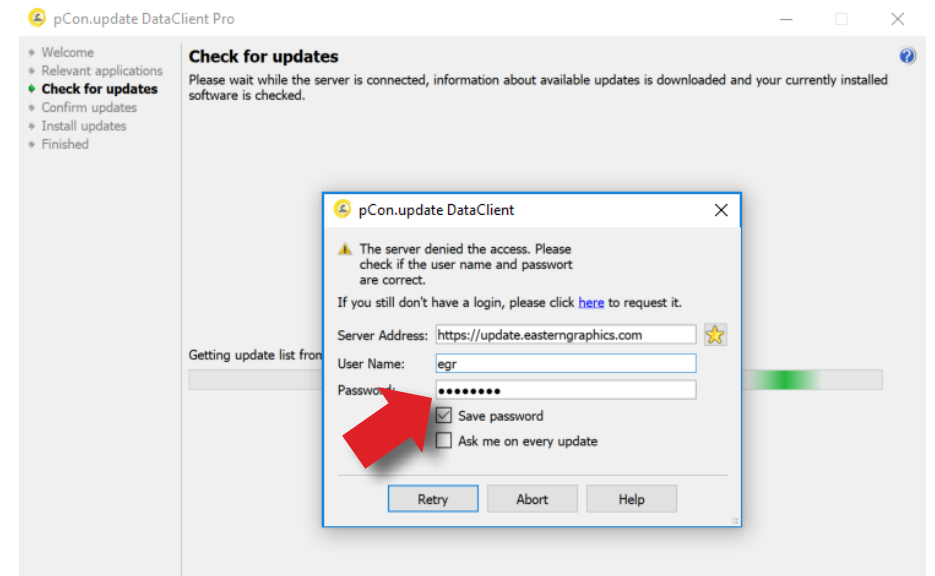 pCon.update DataClient Pro
Welcome
Relevant applications
Check for updates
Confirm updates
Install updates
Finished
Check for updates
Please wait while the server is connected, information about available updates is downloaded and your currently installed
software is checked.
Getting update list from
pCon.update DataClient
The server denied the access. Please
check if the user name and passwort
are correct.
If you still don't have a login, please click here to request it.
Server Address: https://update.easterngraphics.com
User Name: egr
Password: ●●●●●●●●
Save password
Ask me on every update
Retry Abort Help